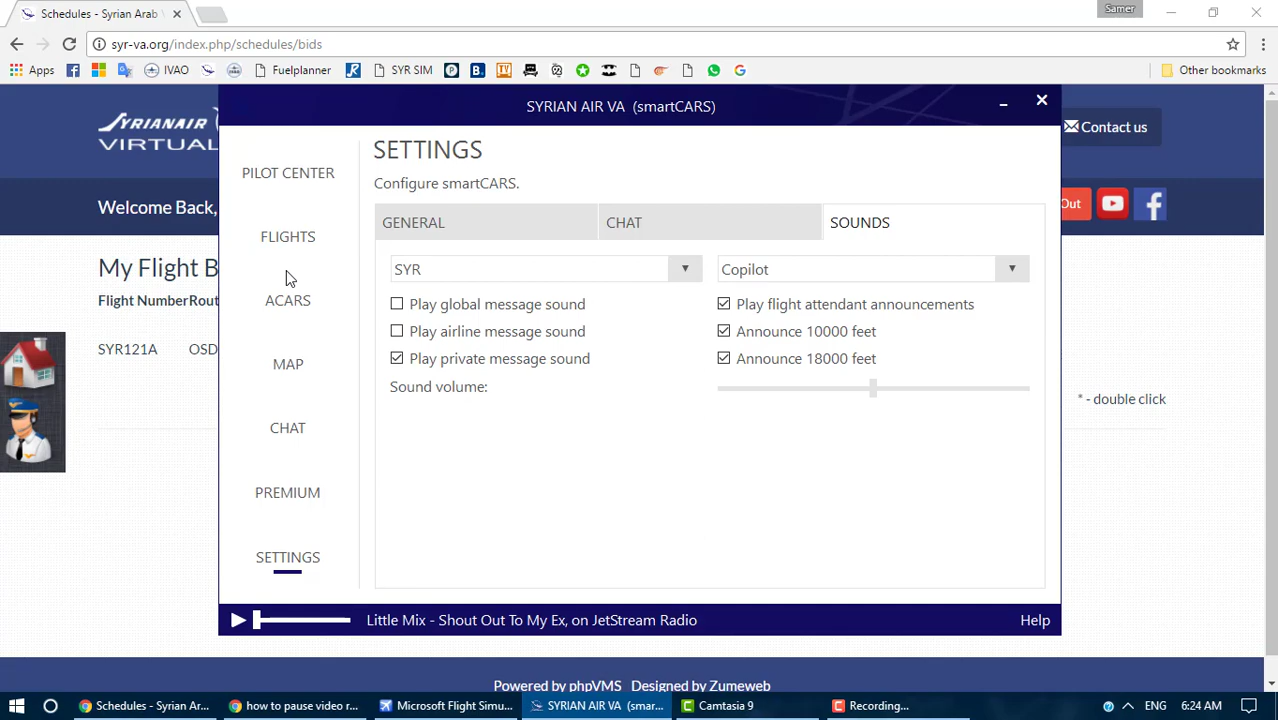 Schedules - Syrian Arab V
Samer
syr-va.org/index.php/schedules/bids
Apps
IVAO
Fuelplanner
SYR SIM
Other bookmarks
SYRIANAIR
VIRTUAL
SYRIAN AIR VA (smartCARS)
Contact us
Welcome Back,
Out
My Flight B
Flight Number
Rout
SYR121A
OSD
* - double click
PILOT CENTER
FLIGHTS
ACARS
MAP
CHAT
PREMIUM
SETTINGS
SETTINGS
Configure smartCARS.
GENERAL
CHAT
SOUNDS
SYR
Copilot
Play global message sound
Play flight attendant announcements
Play airline message sound
Announce 10000 feet
Play private message sound
Announce 18000 feet
Sound volume:
Little Mix - Shout Out To My Ex, on JetStream Radio
Help
Powered by phpVMS Designed by Zumeweb
Schedules - Syrian Ar...
how to pause video r...
Microsoft Flight Simu...
SYRIAN AIR VA (smar...
Camtasia 9
Recording...
ENG
6:24 AM